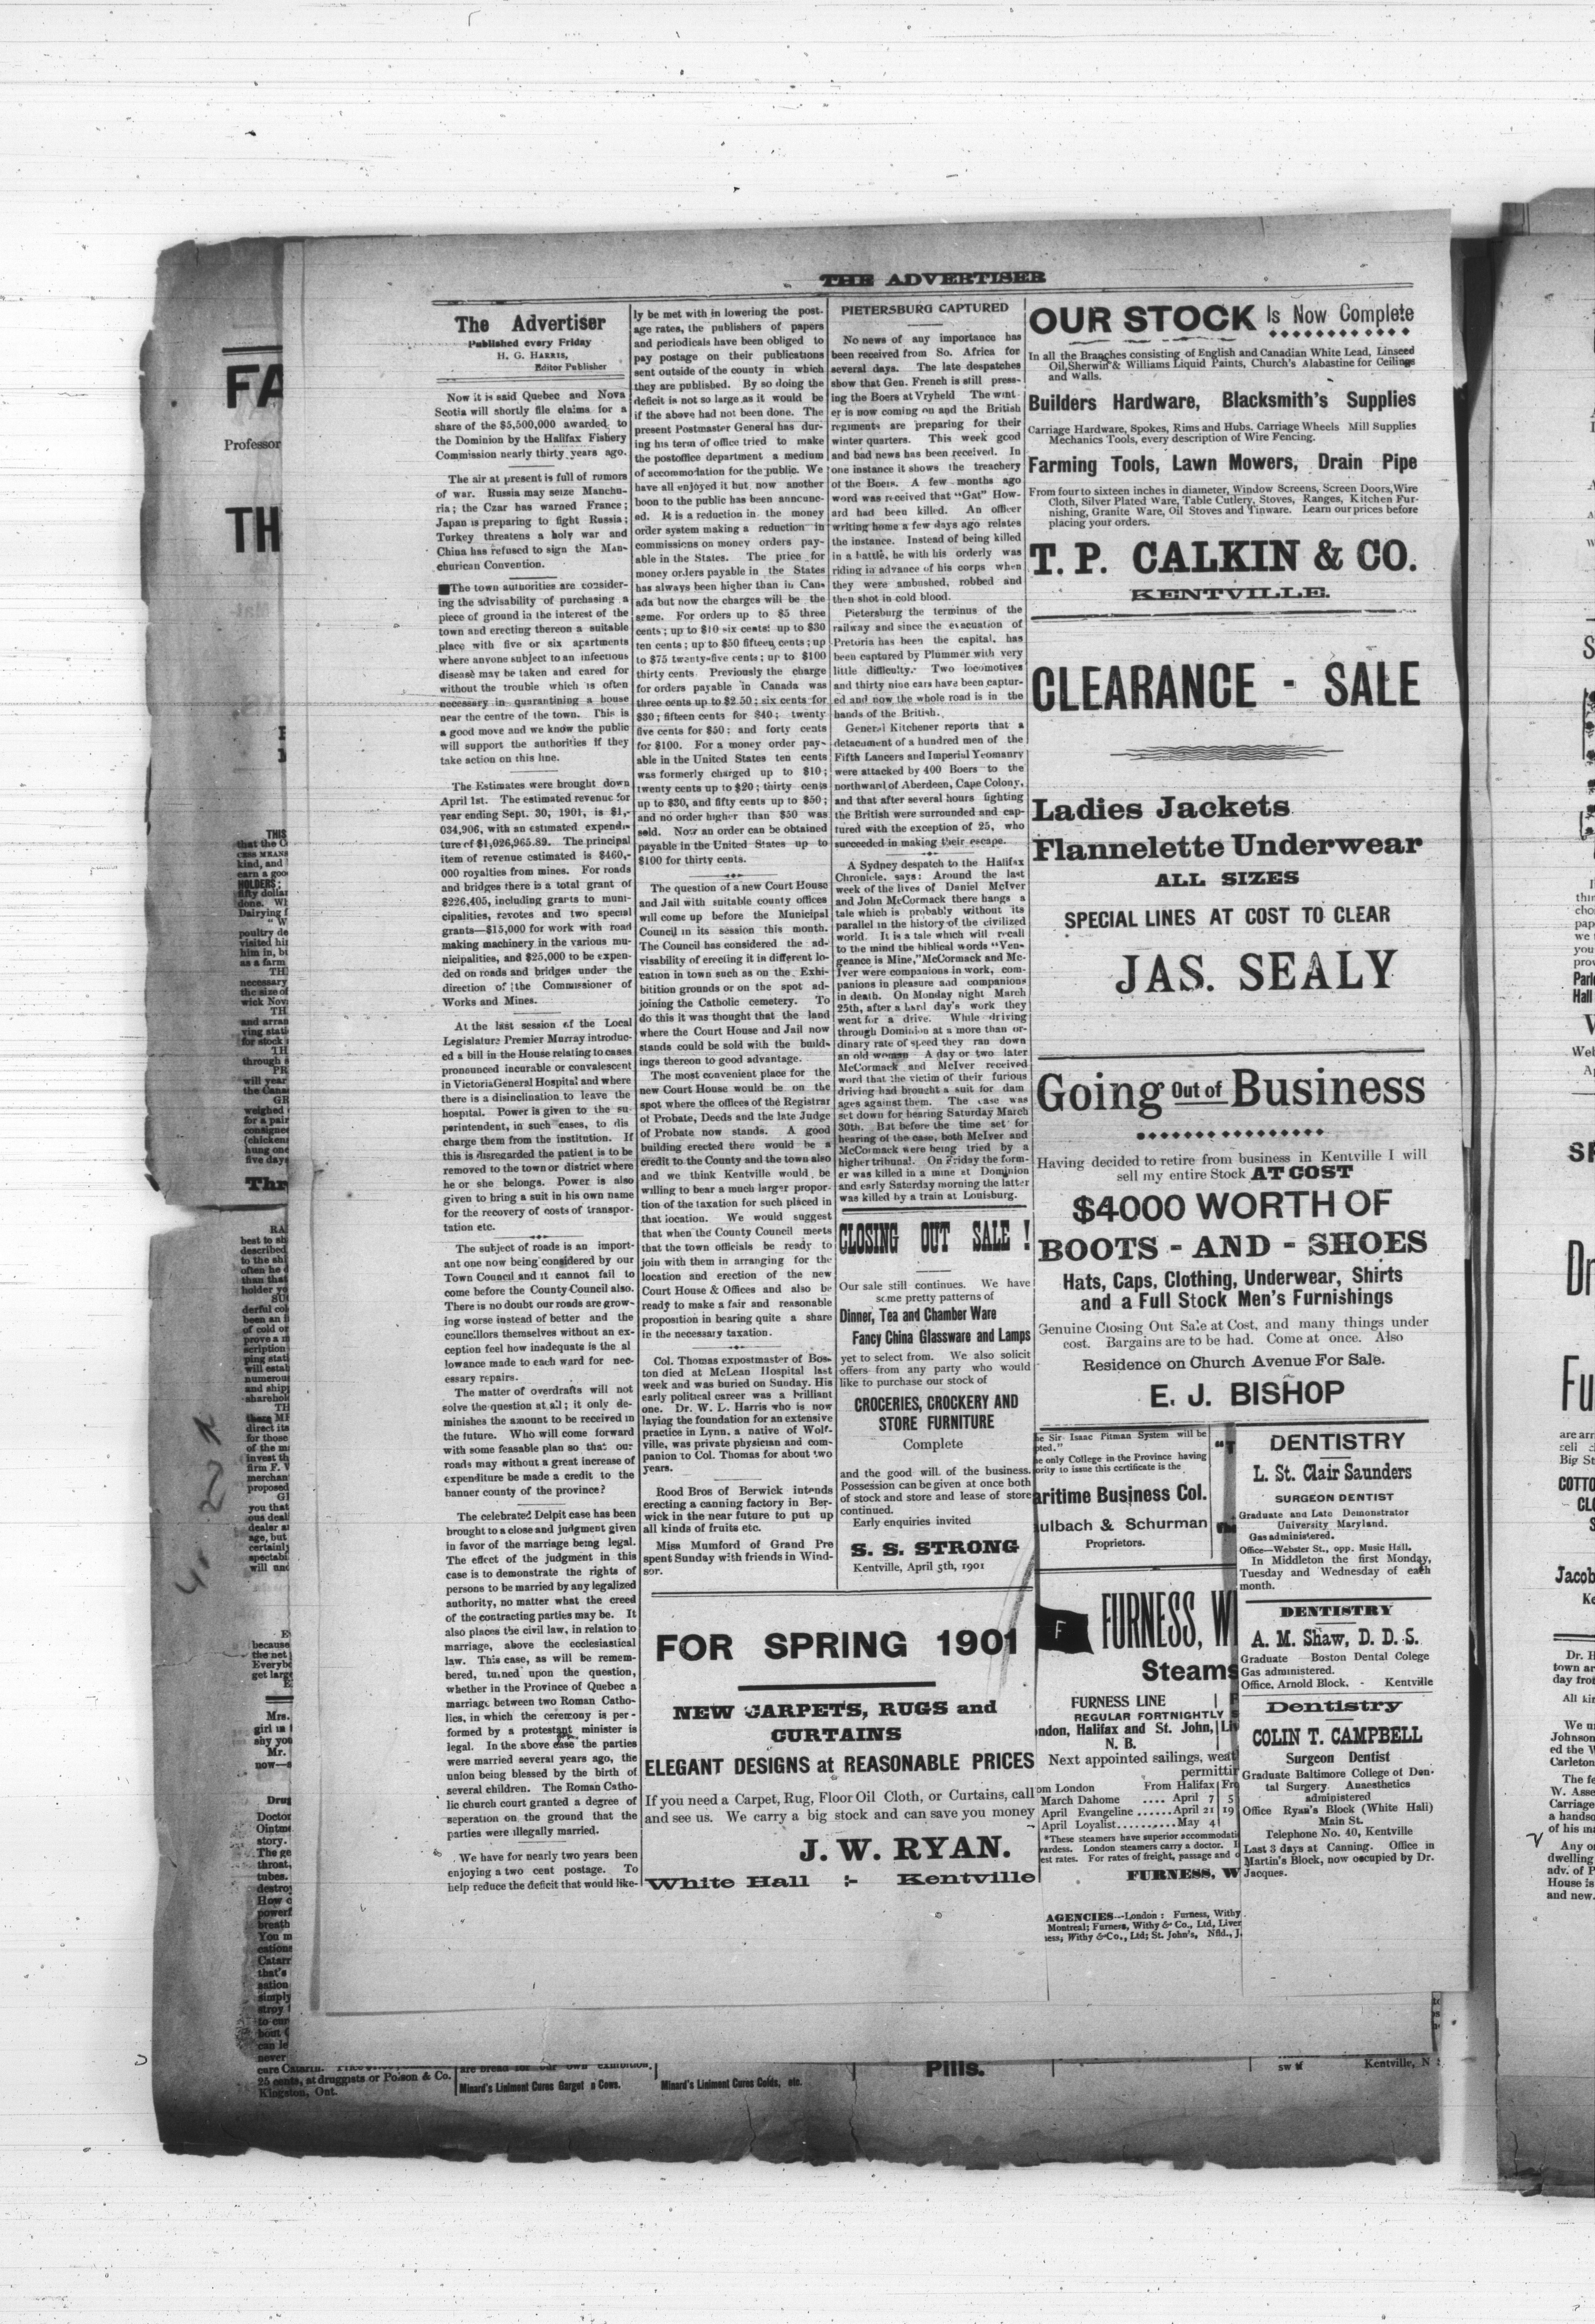 THE ADVERTISER
The Advertiser
Published every Friday
H. G. HARRIS,
Editor Publisher
Now it is said Quebec and Nova
Scotia will shortly file claims for a
share of the $5,500,000 awarded to
the Dominion by the Halifax Fishery
Commission nearly thirty years ago.
The air at present is full of rumors
of war. Russia may seize Manchu-
ria; the Czar has warned France;
Japan is preparing to fight Russia;
Turkey threatens a holy war and
China has refused to sign the Man-
churican Convention.
The town authorities are consider-
ing the advisability of purchasing a
piece of ground in the interest of the
town and erecting thereon a suitable
place with five or six apartments
where anyone subject to an infectious
disease may be taken and cared for
without the trouble which is often
necessary in quarantining a house
near the centre of the town. This is
a good move and we know the public
will support the authorities if they
take action on this line.
The Estimates were brought down
April 1st. The estimated revenue for
year ending Sept. 30, 1901, is $1,-
034,906, with an estimated expendi-
ture of $1,026,965.89. The principal
item of revenue estimated is $460,-
000 royalties from mines. For roads
and bridges there is a total grant of
$226,405, including grants to muni-
cipalities, revotes and two special
grants—$15,000 for work with road
making machinery in the various mu-
nicipalities, and $25,000 to be expen-
ded on roads and bridges under the
direction of the Commissioner of
Works and Mines.
At the last session of the Local
Legislature Premier Murray introduc-
ed a bill in the House relating to cases
pronounced incurable or convalescent
in Victoria General Hospital and where
there is a disinclination to leave the
hospital. Power is given to the su
perintendent, in such cases, to dis
charge them from the institution. If
this is disregarded the patient is to be
removed to the town or district where
he or she belongs. Power is also
given to bring a suit in his own name
for the recovery of costs of transpor-
tation etc.
The subject of roads is an import-
ant one now being considered by our
Town Council and it cannot fail to
come before the County Council also.
There is no doubt our roads are grow-
ing worse instead of better and the
councillors themselves without an ex-
ception feel how inadequate is the al
lowance made to each ward for nec-
essary repairs.
The matter of overdrafts will not
solve the question at all; it only de-
minishes the amount to be received in
the future. Who will come forward
with some feasable plan so that our
roads may without a great increase of
expenditure be made a credit to the
banner county of the province?
The celebrated Delpit case has been
brought to a close and judgment given
in favor of the marriage being legal.
The effect of the judgment in this
case is to demonstrate the rights of
persons to be married by any legalized
authority, no matter what the creed
of the contracting parties may be. It
also places the civil law, in relation to
marriage, above the ecclesiastical
law. This case, as will be remem-
bered, turned upon the question,
whether in the Province of Quebec a
marriage between two Roman Catho-
lics, in which the ceremony is per-
formed by a protestant minister is
legal. In the above case the parties
were married several years ago, the
union being blessed by the birth of
several children. The Roman Catho-
lic church court granted a degree of
seperation on the ground that the
parties were illegally married.
We have for nearly two years been
enjoying a two cent postage. To
help reduce the deficit that would like-
ly be met with in lowering the post-
age rates, the publishers of papers
and periodicals have been obliged to
pay postage on their publications
sent outside of the county in which
they are published. By so doing the
deficit is not so large as it would be
if the above had not been done. The
present Postmaster General has dur-
ing his term of office tried to make
the postoffice department a medium
of accommodation for the public. We
have all enjoyed it but now another
boon to the public has been announc-
ed. It is a reduction in the money
order system making a reduction in
commissions on money orders pay-
able in the States. The price for
money orders payable in the States
has always been higher than in Can-
ada but now the charges will be the
same. For orders up to $5 three
cents; up to $10 six cents! up to $30
ten cents; up to $50 fifteen cents; up
to $75 twenty-five cents; up to $100
thirty cents. Previously the charge
for orders payable in Canada was
three cents up to $2.50; six cents for
$30; fifteen cents for $40; twenty
five cents for $50; and forty cents
for $100. For a money order pay-
able in the United States ten cents
was formerly charged up to $10;
twenty cents up to $20; thirty cents
up to $30, and fifty cents up to $50;
and no order higher than $50 was
sold. Now an order can be obtained
payable in the United States up to
$100 for thirty cents.
The question of a new Court House
and Jail with suitable county offices
will come up before the Municipal
Council in its session this month.
The Council has considered the ad-
visability of erecting it in different lo-
cation in town such as on the Exhi-
bitition grounds or on the spot ad-
joining the Catholic cemetery. To
do this it was thought that the land
where the Court House and Jail now
stands could be sold with the build-
ings thereon to good advantage.
The most convenient place for the
new Court House would be on the
spot where the offices of the Registrar
of Probate, Deeds and the late Judge
of Probate now stands. A good
building erected there would be a
credit to the County and the town also
and we think Kentville would be
willing to bear a much larger propor-
tion of the taxation for such placed in
that location. We would suggest
that when the County Council meets
that the town officials be ready to
join with them in arranging for the
location and erection of the new
Court House & Offices and also be
ready to make a fair and reasonable
proposition in bearing quite a share
in the necessary taxation.
Col. Thomas expostmaster of Bos-
ton died at McLean Hospital last
week and was buried on Sunday. His
early political career was a brilliant
one. Dr. W. L. Harris who is now
laying the foundation for an extensive
practice in Lynn, a native of Wolf-
ville, was private physician and com-
panion to Col. Thomas for about two
years.
Rood Bros of Berwick intends
erecting a canning factory in Ber-
wick in the near future to put up
all kinds of fruits etc.
Miss Mumford of Grand Pre
spent Sunday with friends in Wind-
sor.
PIETERSBURG CAPTURED
No news of any importance has
been received from So. Africa for
several days. The late despatches
show that Gen. French is still press-
ing the Boers at Vryheld The wint-
er is now coming on and the British
regiments are preparing for their
winter quarters. This week good
and bad news has been received. In
one instance it shows the treachery
of the Boers. A few months ago
word was received that "Gat" How-
ard had been killed. An officer
writing home a few days ago relates
the instance. Instead of being killed
in a battle, he with his orderly was
riding in advance of his corps when
they were ambushed, robbed and
then shot in cold blood.
Pietersburg the terminus of the
railway and since the evacuation of
Pretoria has been the capital, has
been captured by Plummer with very
little difficulty. Two locomotives
and thirty nine cars have been captur-
ed and now the whole road is in the
hands of the British.
General Kitchener reports that a
detacument of a hundred men of the
Fifth Lancers and Imperial Yeomanry
were attacked by 400 Boers to the
northward of Aberdeen, Cape Colony,
and that after several hours fighting
the British were surrounded and cap-
tured with the exception of 25, who
succeeded in making their escape.
A Sydney despatch to the Halifax
Chronicle, says: Around the last
week of the lives of Daniel McIver
and John McCormack there hangs a
tale which is probably without its
parallel in the history of the civilized
world. It is a tale which will recall
to the mind the biblical words "Ven-
geance is Mine," McCormack and Mc-
Iver were companions in work, com-
panions in pleasure and companions
in death. On Monday night March
25th, after a hard day's work they
went for a drive. While driving
through Dominion at a more than or-
dinary rate of speed they ran down
an old woman A day or two later
McCormack and McIver received
word that the victim of their furious
driving had brought a suit for dam
ages against them. The case was
set down for hearing Saturday March
30th. But before the time set for
hearing of the case, both McIver and
McCormack were being tried by a
higher tribunal. On Friday the form-
er was killed in a mine at Dominion
and early Saturday morning the latter
was killed by a train at Louisburg.
CLOSING OUT SALE!
Our sale still continues. We have
some pretty patterns of
Dinner, Tea and Chamber Ware
Fancy China Glassware and Lamps
yet to select from. We also solicit
offers from any party who would
like to purchase our stock of
GROCERIES, CROCKERY AND
STORE FURNITURE
Complete
and the good will of the business.
Possession can be given at once both
of stock and store and lease of store
continued.
Early enquiries invited
S. S. STRONG
Kentville, April 5th, 1901
FOR SPRING 1901
NEW CARPETS, RUGS and
CURTAINS
ELEGANT DESIGNS at REASONABLE PRICES
If you need a Carpet, Rug, Floor Oil Cloth, or Curtains, call
and see us. We carry a big stock and can save you money
J. W. RYAN.
White Hall :- Kentville
OUR STOCK Is Now Complete
In all the Branches consisting of English and Canadian White Lead, Linseed
Oil, Sherwin & Williams Liquid Paints, Church's Alabastine for Ceilings
and Walls.
Builders Hardware, Blacksmith's Supplies
Carriage Hardware, Spokes, Rims and Hubs. Carriage Wheels Mill Supplies
Mechanics Tools, every description of Wire Fencing.
Farming Tools, Lawn Mowers, Drain Pipe
From four to sixteen inches in diameter, Window Screens, Screen Doors, Wire
Cloth, Silver Plated Ware, Table Cutlery, Stoves, Ranges, Kitchen Fur-
nishing, Granite Ware, Oil Stoves and Tinware. Learn our prices before
placing your orders.
T. P. CALKIN & CO.
KENTVILLE.
CLEARANCE - SALE
Ladies Jackets
Flannelette Underwear
ALL SIZES
SPECIAL LINES AT COST TO CLEAR
JAS. SEALY
Going Out of Business
Having decided to retire from business in Kentville I will
sell my entire Stock AT COST
$4000 WORTH OF
BOOTS - AND - SHOES
Hats, Caps, Clothing, Underwear, Shirts
and a Full Stock Men's Furnishings
Genuine Closing Out Sale at Cost, and many things under
cost. Bargains are to be had. Come at once. Also
Residence on Church Avenue For Sale.
E. J. BISHOP
Sir Isaac Pitman System will be
only College in the Province having
ority to issue this certificate is the
aritime Business Col.
ulbach & Schurman
Proprietors.
F FURNESS, W
Steams
FURNESS LINE
REGULAR FORTNIGHTLY
ndon, Halifax and St. John,
N. B.
Next appointed sailings, weat
permittin
om London From Halifax
March Dahome .... April 7
April Evangeline ...... April 21
April Loyalist.......... May 4
*These steamers have superior accommodati
vardess. London steamers carry a doctor.
est rates. For rates of freight, passage and
FURNESS, W
AGENCIES—London: Furness, Withy
Montreal; Furness, Withy & Co., Ltd, Liver
ness, Withy & Co., Ltd; St. John's, Nfld., J.
DENTISTRY
L. St. Clair Saunders
SURGEON DENTIST
Graduate and Late Demonstrator
University Maryland.
Gas administered.
Office—Webster St., opp. Music Hall.
In Middleton the first Monday,
Tuesday and Wednesday of each
month.
DENTISTRY
A. M. Shaw, D. D. S.
Graduate Boston Dental Colege
Gas administered.
Office, Arnold Block, - Kentville
Dentistry
COLIN T. CAMPBELL
Surgeon Dentist
Graduate Baltimore College of Den-
tal Surgery. Anaesthetics
administered
Office Ryan's Block (White Hall)
Main St.
Telephone No. 40, Kentville
Last 3 days at Canning. Office in
Martin's Block, now occupied by Dr.
Jacques.
FA
Professor
TH
25 cents, at druggists or Polson & Co.
Kingston, Ont.
Minard's Liniment Cures Garget in Cows.
Minard's Liniment Cures Colds, etc.
Pills.
Kentville, N